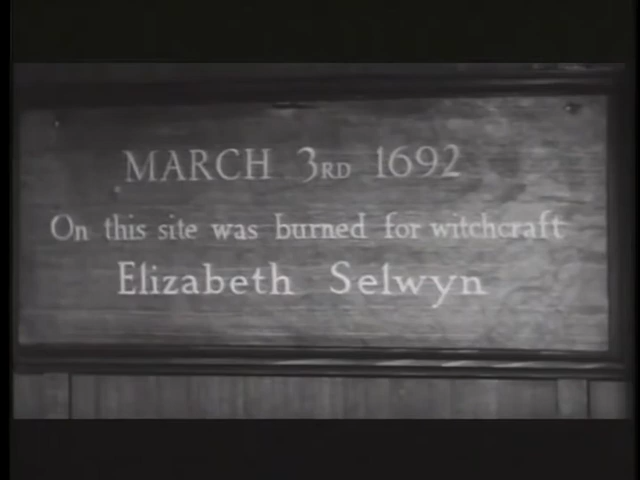 MARCH 3RD 1692
On this site was burned for witchcraft
Elizabeth Selwyn